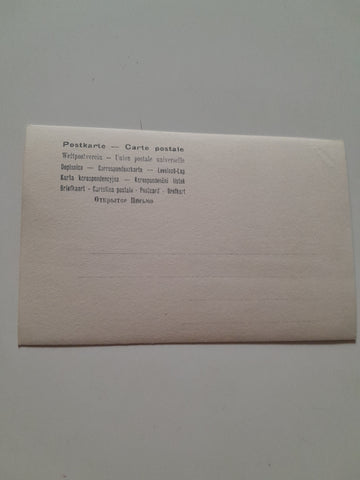 Postkarte — Carte postale
Weltpostverein — Union postale universelle
Dopisnica — Correspondenzkarte — Levelező-Lap
Karta korespondencyjna — Korespondenční lístek
Briefkaart - Cartolina postale - Postcard - Brefkort
Открытое Письмо